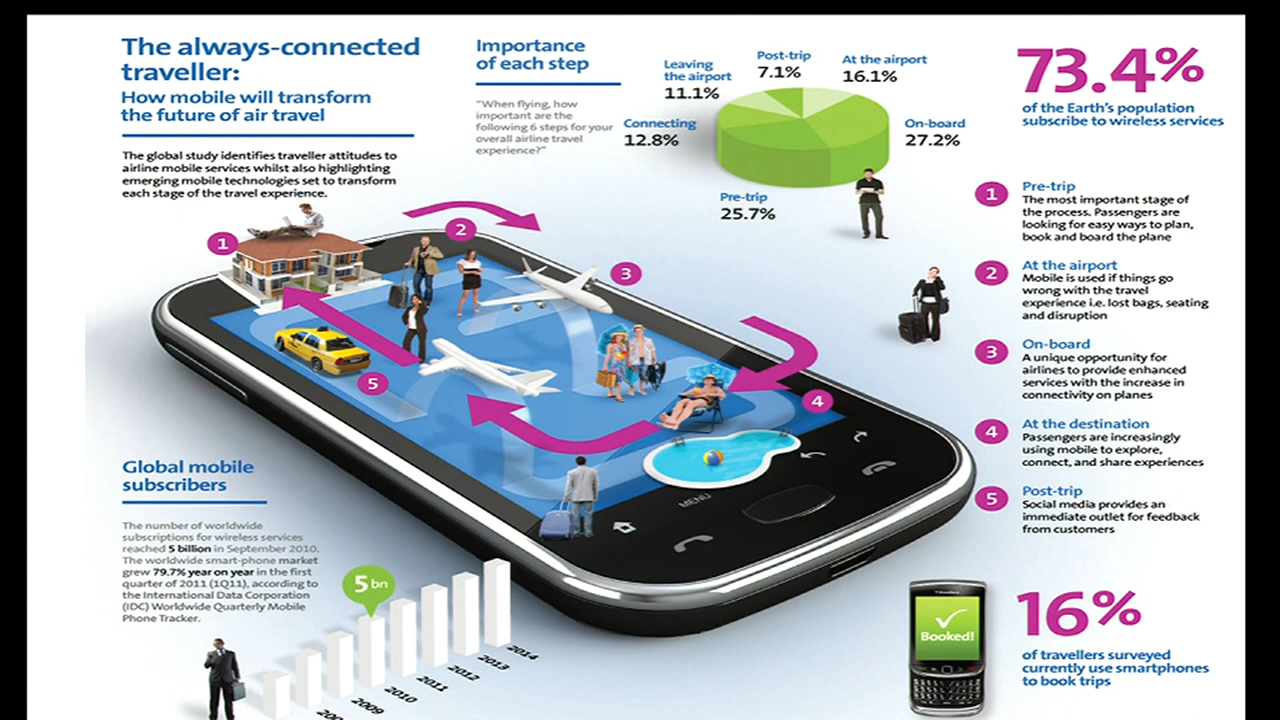 The always-connected
traveller:
How mobile will transform
the future of air travel
The global study identifies traveller attitudes to
airline mobile services whilst also highlighting
emerging mobile technologies set to transform
each stage of the travel experience.
Importance
of each step
"When flying, how
important are the
following 6 steps for your
overall airline travel
experience?"
Leaving
the airport
11.1%
Post-trip
7.1%
At the airport
16.1%
Connecting
12.8%
On-board
27.2%
Pre-trip
25.7%
73.4%
of the Earth's population
subscribe to wireless services
1
Pre-trip
The most important stage of
the process. Passengers are
looking for easy ways to plan,
book and board the plane
2
At the airport
Mobile is used if things go
wrong with the travel
experience i.e. lost bags, seating
and disruption
3
On-board
A unique opportunity for
airlines to provide enhanced
services with the increase in
connectivity on planes
4
At the destination
Passengers are increasingly
using mobile to explore,
connect, and share experiences
5
Post-trip
Social media provides an
immediate outlet for feedback
from customers
1
2
3
4
5
MENU
Global mobile
subscribers
The number of worldwide
subscriptions for wireless services
reached 5 billion in September 2010.
The worldwide smart-phone market
grew 79.7% year on year in the first
quarter of 2011 (1Q11), according to
the International Data Corporation
(IDC) Worldwide Quarterly Mobile
Phone Tracker.
5bn
2009
2010
2011
2012
2013
2014
Booked!
16%
of travellers surveyed
currently use smartphones
to book trips